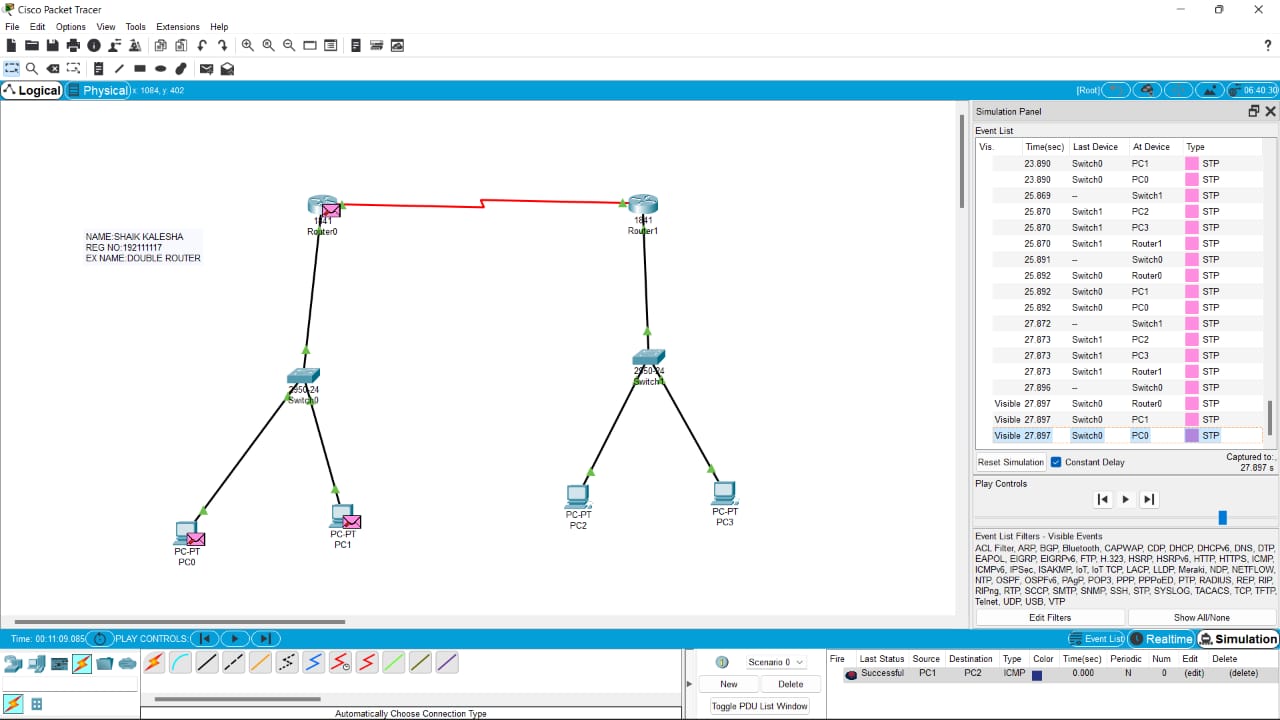 Cisco Packet Tracer
File Edit Options View Tools Extensions Help
Logical Physical x: 1084, y: 402 [Root] 06:40:30
1841
Router0
1841
Router1
NAME:SHAIK KALESHA
REG NO:192111117
EX NAME:DOUBLE ROUTER
2950-24
Switch0
2950-24
Switch1
PC-PT
PC0
PC-PT
PC1
PC-PT
PC2
PC-PT
PC3
Simulation Panel
Event List
Vis. Time(sec) Last Device At Device Type
23.890 Switch0 PC1 STP
23.890 Switch0 PC0 STP
25.869 -- Switch1 STP
25.870 Switch1 PC2 STP
25.870 Switch1 PC3 STP
25.870 Switch1 Router1 STP
25.891 -- Switch0 STP
25.892 Switch0 Router0 STP
25.892 Switch0 PC1 STP
25.892 Switch0 PC0 STP
27.872 -- Switch1 STP
27.873 Switch1 PC2 STP
27.873 Switch1 PC3 STP
27.873 Switch1 Router1 STP
27.896 -- Switch0 STP
Visible 27.897 Switch0 Router0 STP
Visible 27.897 Switch0 PC1 STP
Visible 27.897 Switch0 PC0 STP
Reset Simulation Constant Delay Captured to:
27.897 s
Play Controls
Event List Filters - Visible Events
ACL Filter, ARP, BGP, Bluetooth, CAPWAP, CDP, DHCP, DHCPv6, DNS, DTP,
EAPOL, EIGRP, EIGRPv6, FTP, H.323, HSRP, HSRPv6, HTTP, HTTPS, ICMP,
ICMPv6, IPSec, ISAKMP, IoT, IoT TCP, LACP, LLDP, Meraki, NDP, NETFLOW,
NTP, OSPF, OSPFv6, PAgP, POP3, PPP, PPPoED, PTP, RADIUS, REP, RIP,
RIPng, RTP, SCCP, SMTP, SNMP, SSH, STP, SYSLOG, TACACS, TCP, TFTP,
Telnet, UDP, USB, VTP
Edit Filters Show All/None
Time: 00:11:09.085 PLAY CONTROLS: Event List Realtime Simulation
Scenario 0
New Delete
Toggle PDU List Window
Fire Last Status Source Destination Type Color Time(sec) Periodic Num Edit Delete
Successful PC1 PC2 ICMP 0.000 N 0 (edit) (delete)
Automatically Choose Connection Type